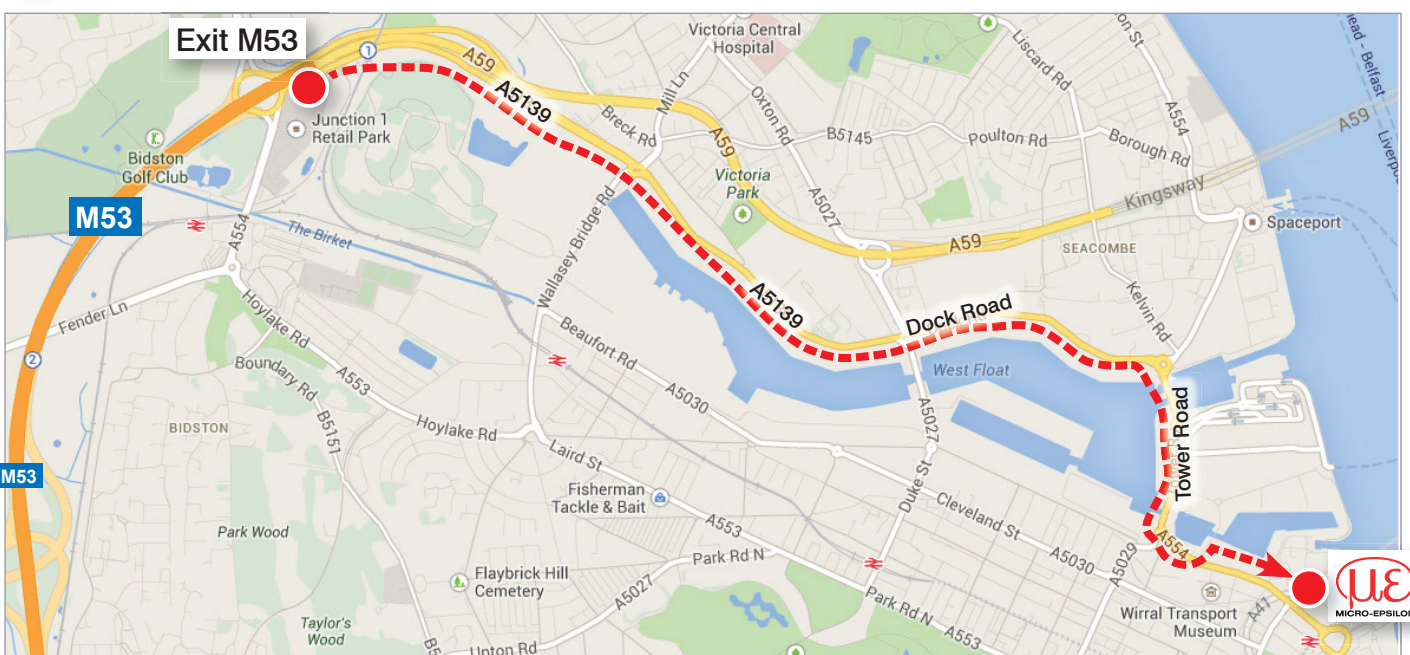 Exit M53
1
A59
A5139
Victoria Central
Hospital
Mill Ln
Breck Rd
Oxton Rd
Liscard Rd
A554
A59
B5145
Poulton Rd
Borough Rd
A59
Junction 1
Retail Park
Bidston
Golf Club
M53
A554
The Birket
Wallasey Bridge Rd
Victoria
Park
A5027
A59
Kingsway
SEACOMBE
Spaceport
Kelvin Rd
Fender Ln
2
Hoylake Rd
A5139
Dock Road
West Float
Boundary Rd
A553
B5151
BIDSTON
Hoylake Rd
Beaufort Rd
A5030
A5027
Duke St
Tower Road
M53
Laird St
Fisherman
Tackle & Bait
A553
Cleveland St
A5030
A5029
A554
Park Wood
Park Rd N
Flaybrick Hill
Cemetery
A5027
Park Rd N
A553
Wirral Transport
Museum
A41
Taylor's
Wood
Upton Rd
με